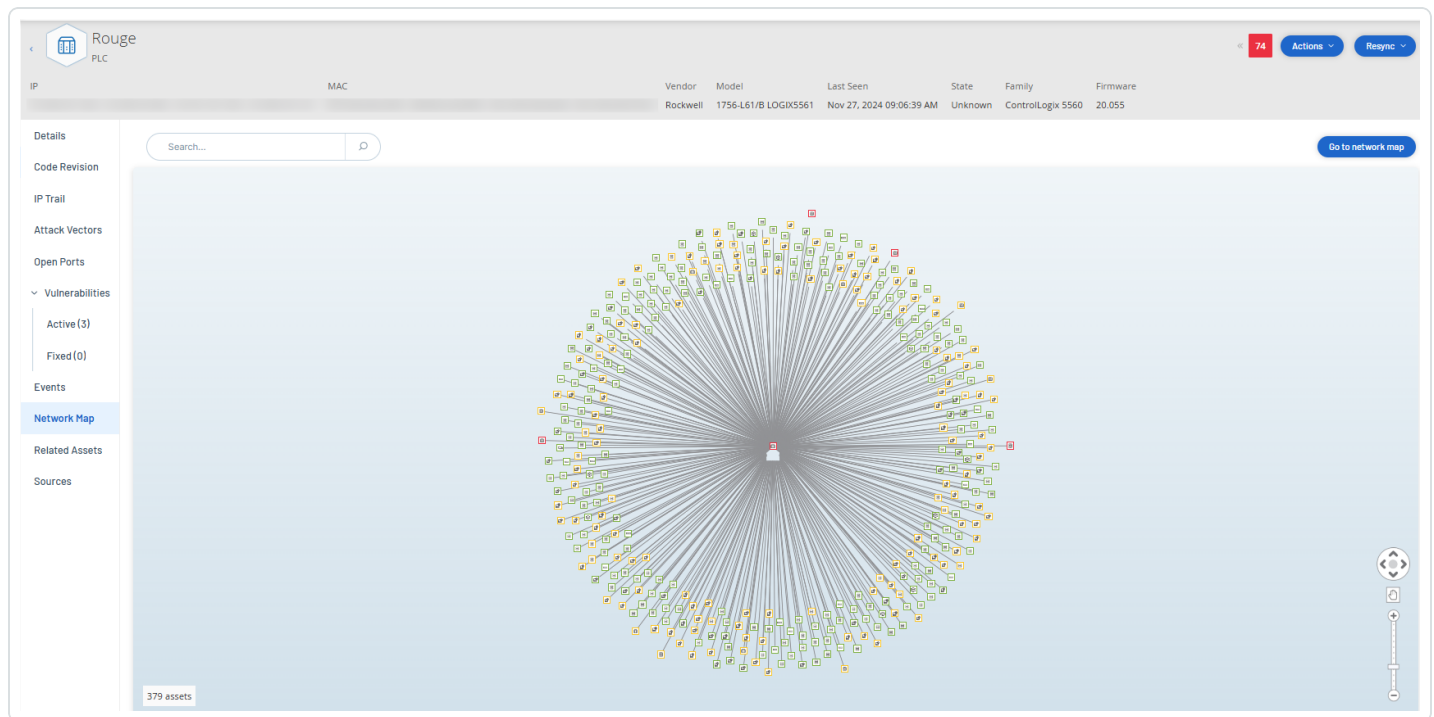 Rouge
PLC
74
Actions
Resync
IP
MAC
Vendor
Model
Last Seen
State
Family
Firmware
Rockwell
1756-L61/B LOGIX5561
Nov 27, 2024 09:06:39 AM
Unknown
ControlLogix 5560
20.055
Details
Code Revision
IP Trail
Attack Vectors
Open Ports
Vulnerabilities
Active (3)
Fixed (0)
Events
Network Map
Related Assets
Sources
Search...
Go to network map
379 assets